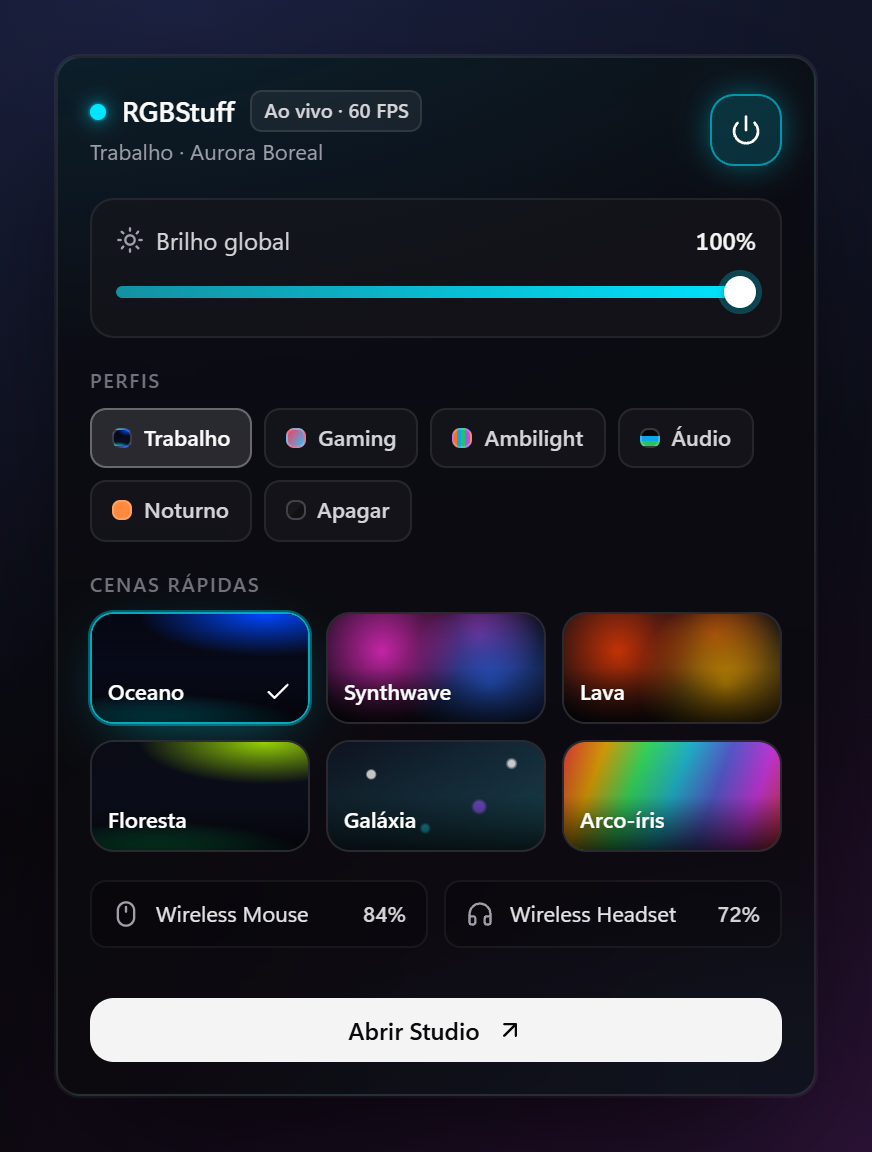 RGBStuff Ao vivo · 60 FPS
Trabalho · Aurora Boreal
Brilho global 100%
PERFIS
Trabalho Gaming Ambilight Áudio
Noturno Apagar
CENAS RÁPIDAS
Oceano Synthwave Lava
Floresta Galáxia Arco-íris
Wireless Mouse 84% Wireless Headset 72%
Abrir Studio